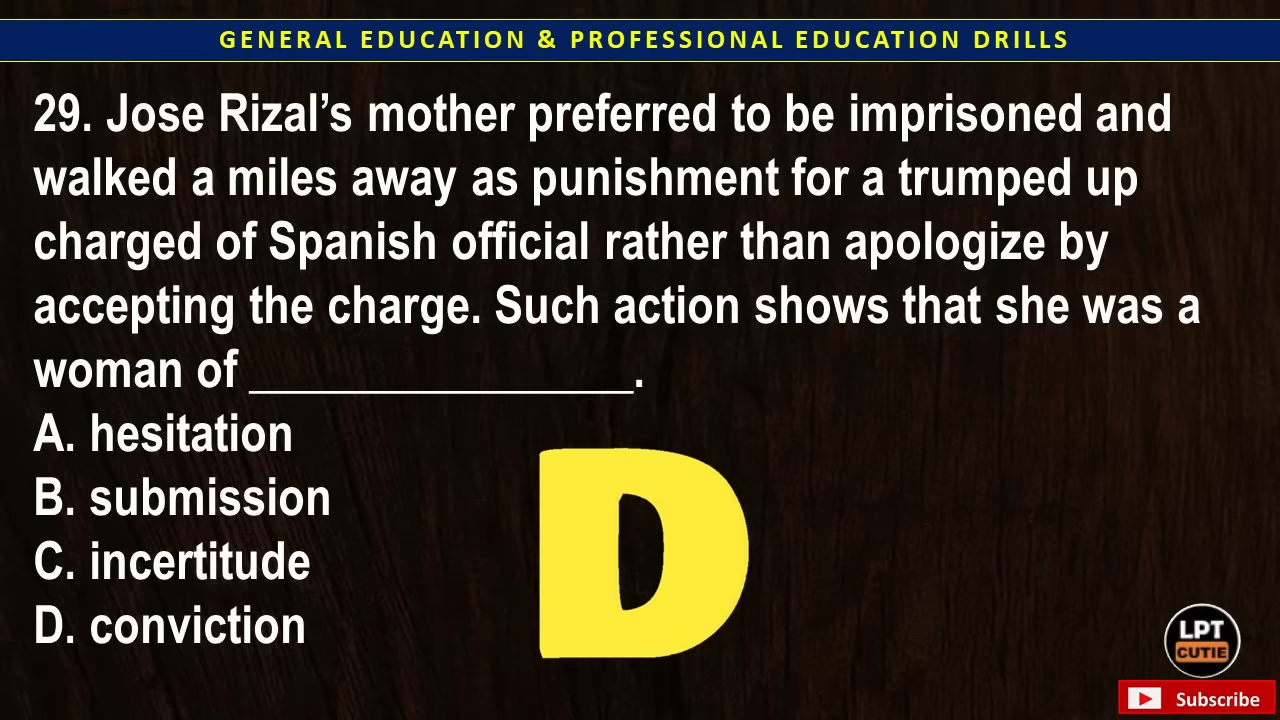 GENERAL EDUCATION & PROFESSIONAL EDUCATION DRILLS
29. Jose Rizal’s mother preferred to be imprisoned and
walked a miles away as punishment for a trumped up
charged of Spanish official rather than apologize by
accepting the charge. Such action shows that she was a
woman of _________________.
A. hesitation
B. submission
C. incertitude
D. conviction
D
LPT
CUTIE
Subscribe